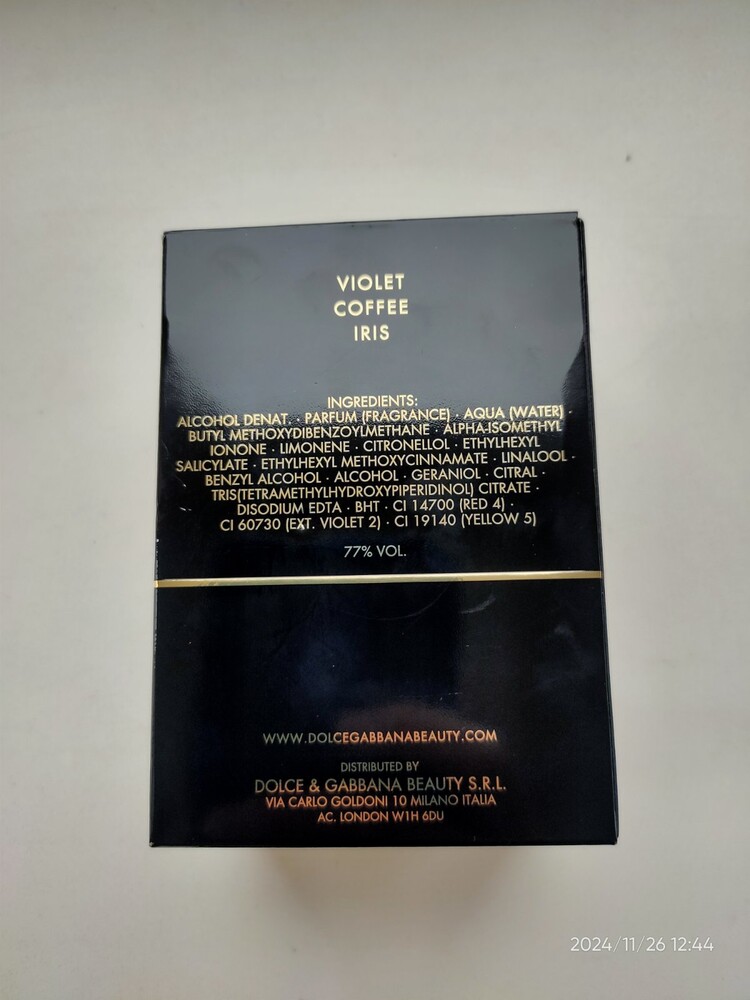 VIOLET
COFFEE
IRIS
INGREDIENTS:
ALCOHOL DENAT. · PARFUM (FRAGRANCE) · AQUA (WATER) ·
BUTYL METHOXYDIBENZOYLMETHANE · ALPHA-ISOMETHYL
IONONE · LIMONENE · CITRONELLOL · ETHYLHEXYL
SALICYLATE · ETHYLHEXYL METHOXYCINNAMATE · LINALOOL ·
BENZYL ALCOHOL · ALCOHOL · GERANIOL · CITRAL ·
TRIS(TETRAMETHYLHYDROXYPIPERIDINOL) CITRATE ·
DISODIUM EDTA · BHT · CI 14700 (RED 4) ·
CI 60730 (EXT. VIOLET 2) · CI 19140 (YELLOW 5)
77% VOL.
WWW.DOLCEGABBANABEAUTY.COM
DISTRIBUTED BY
DOLCE & GABBANA BEAUTY S.R.L.
VIA CARLO GOLDONI 10 MILANO ITALIA
AC. LONDON W1H 6DU
2024/11/26 12:44